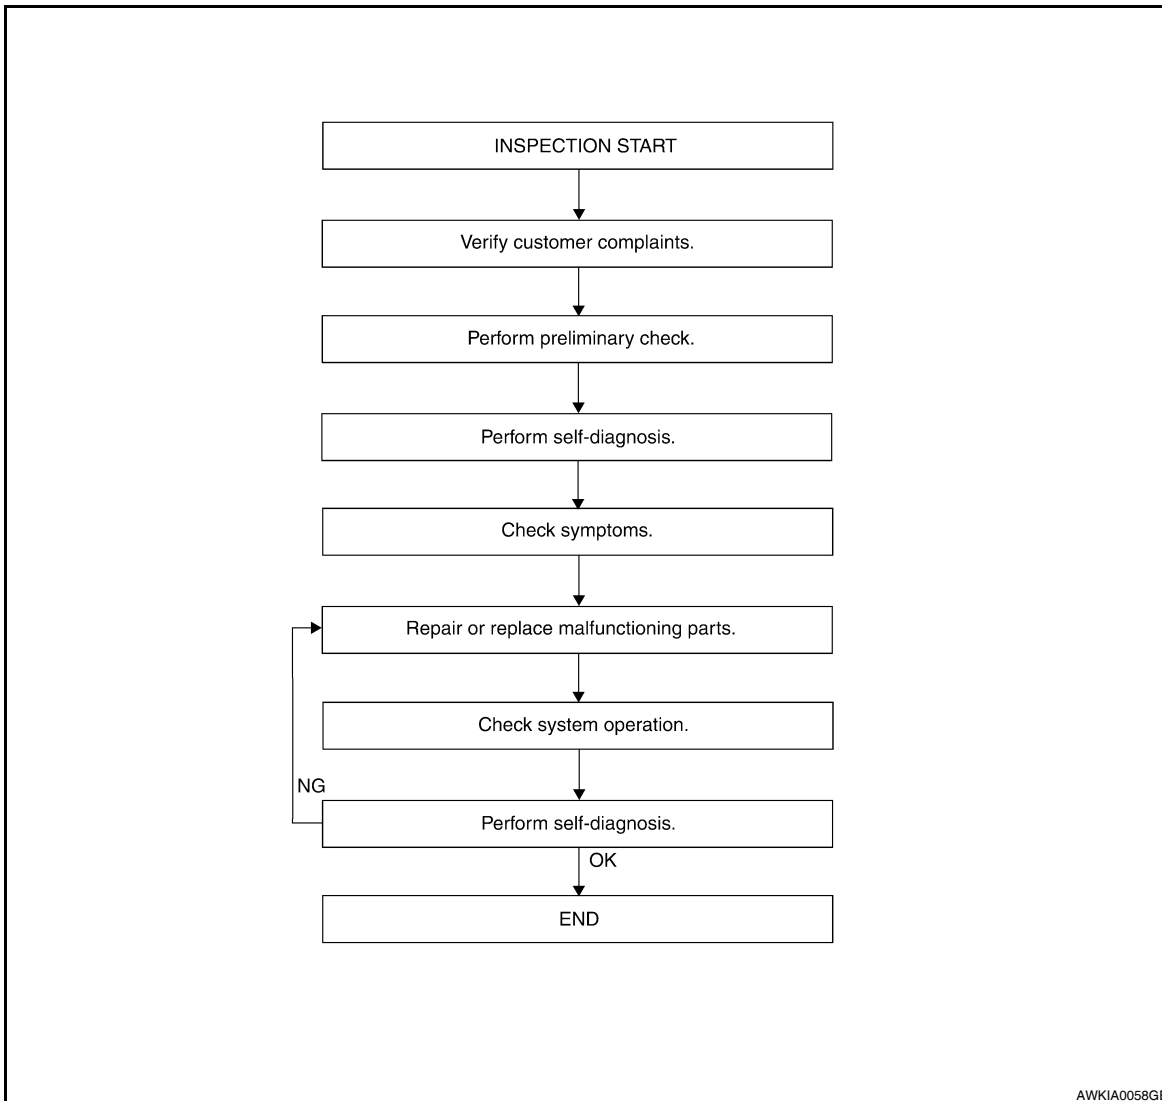 INSPECTION START
Verify customer complaints.
Perform preliminary check.
Perform self-diagnosis.
Check symptoms.
Repair or replace malfunctioning parts.
Check system operation.
NG
Perform self-diagnosis.
OK
END